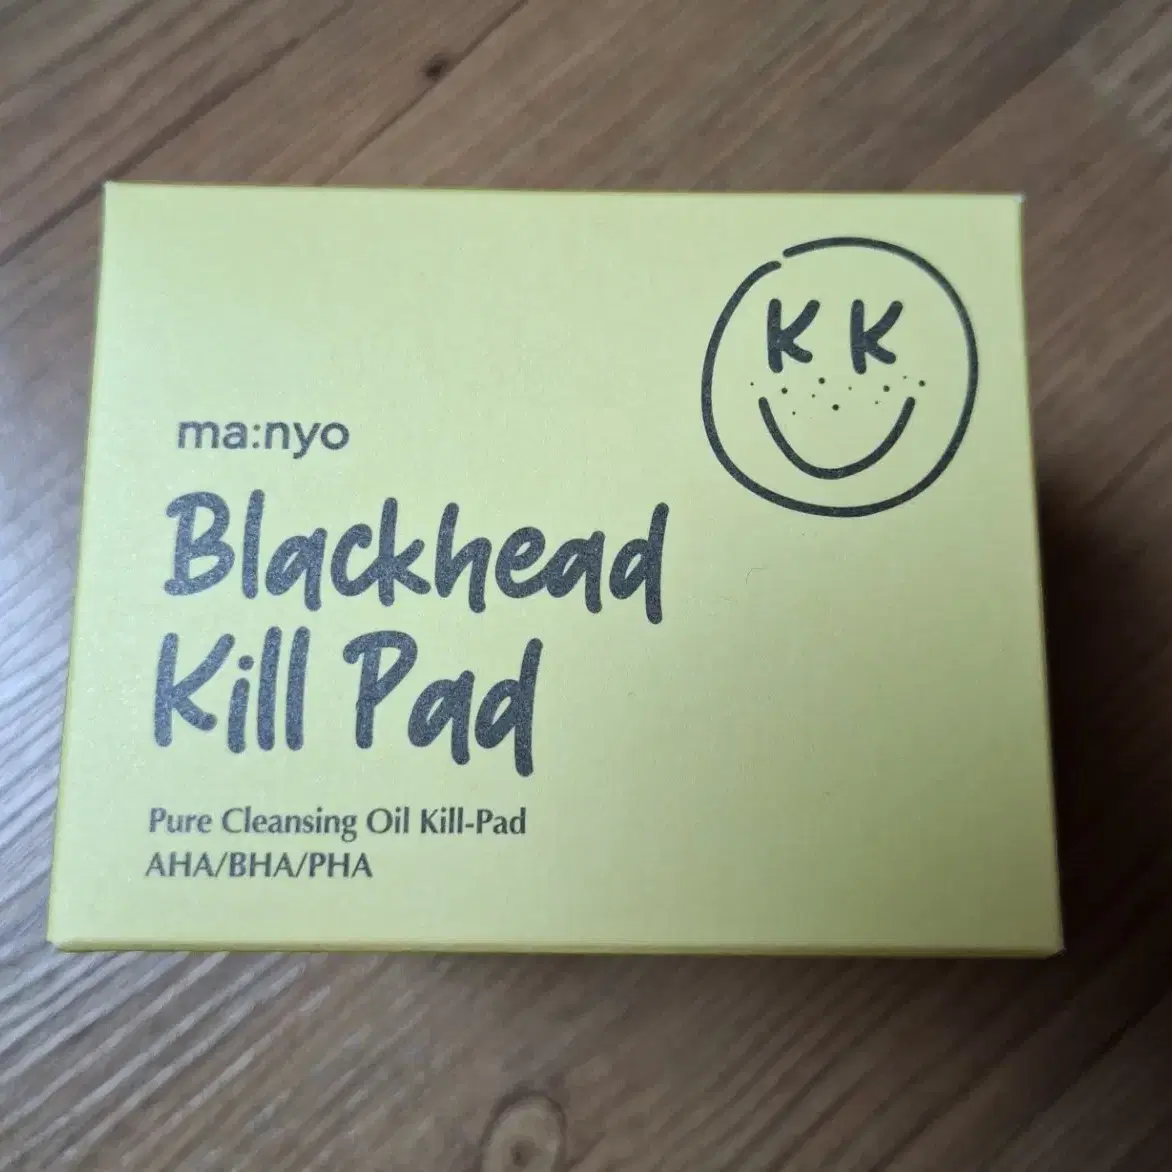 K K
ma:nyo
Blackhead
Kill Pad
Pure Cleansing Oil Kill-Pad
AHA/BHA/PHA